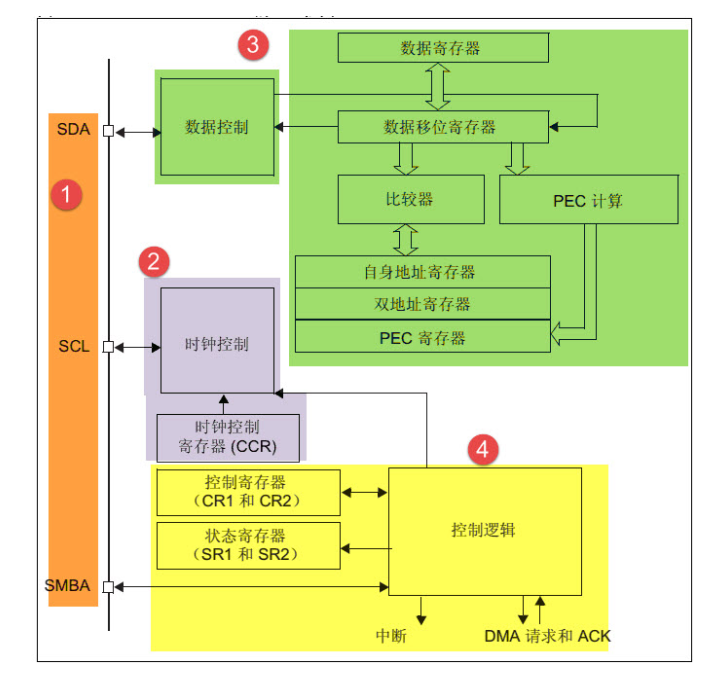 3
数据寄存器
SDA
数据控制
数据移位寄存器
1
比较器
PEC 计算
2
自身地址寄存器
双地址寄存器
PEC 寄存器
SCL
时钟控制
时钟控制
寄存器 (CCR)
4
控制寄存器
（CR1 和 CR2）
控制逻辑
状态寄存器
（SR1 和 SR2）
SMBA
中断
DMA 请求和 ACK